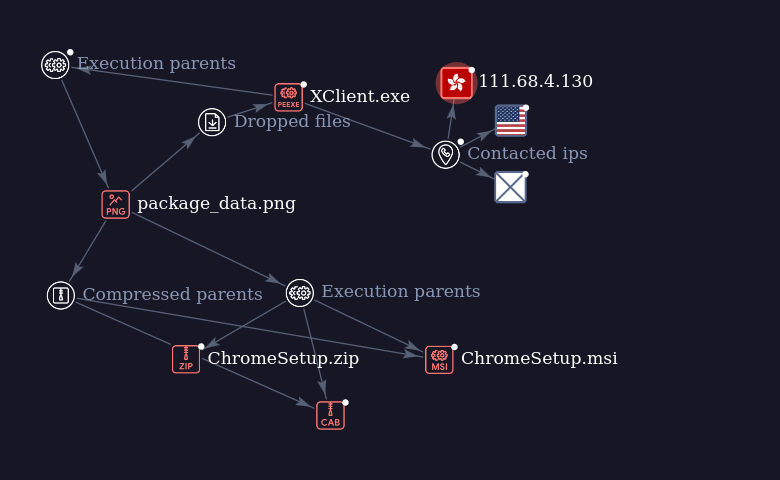 Execution parents
111.68.4.130
PEEXE
XClient.exe
Dropped files
Contacted ips
PNG
package_data.png
Compressed parents
Execution parents
ZIP
ChromeSetup.zip
MSI
ChromeSetup.msi
CAB